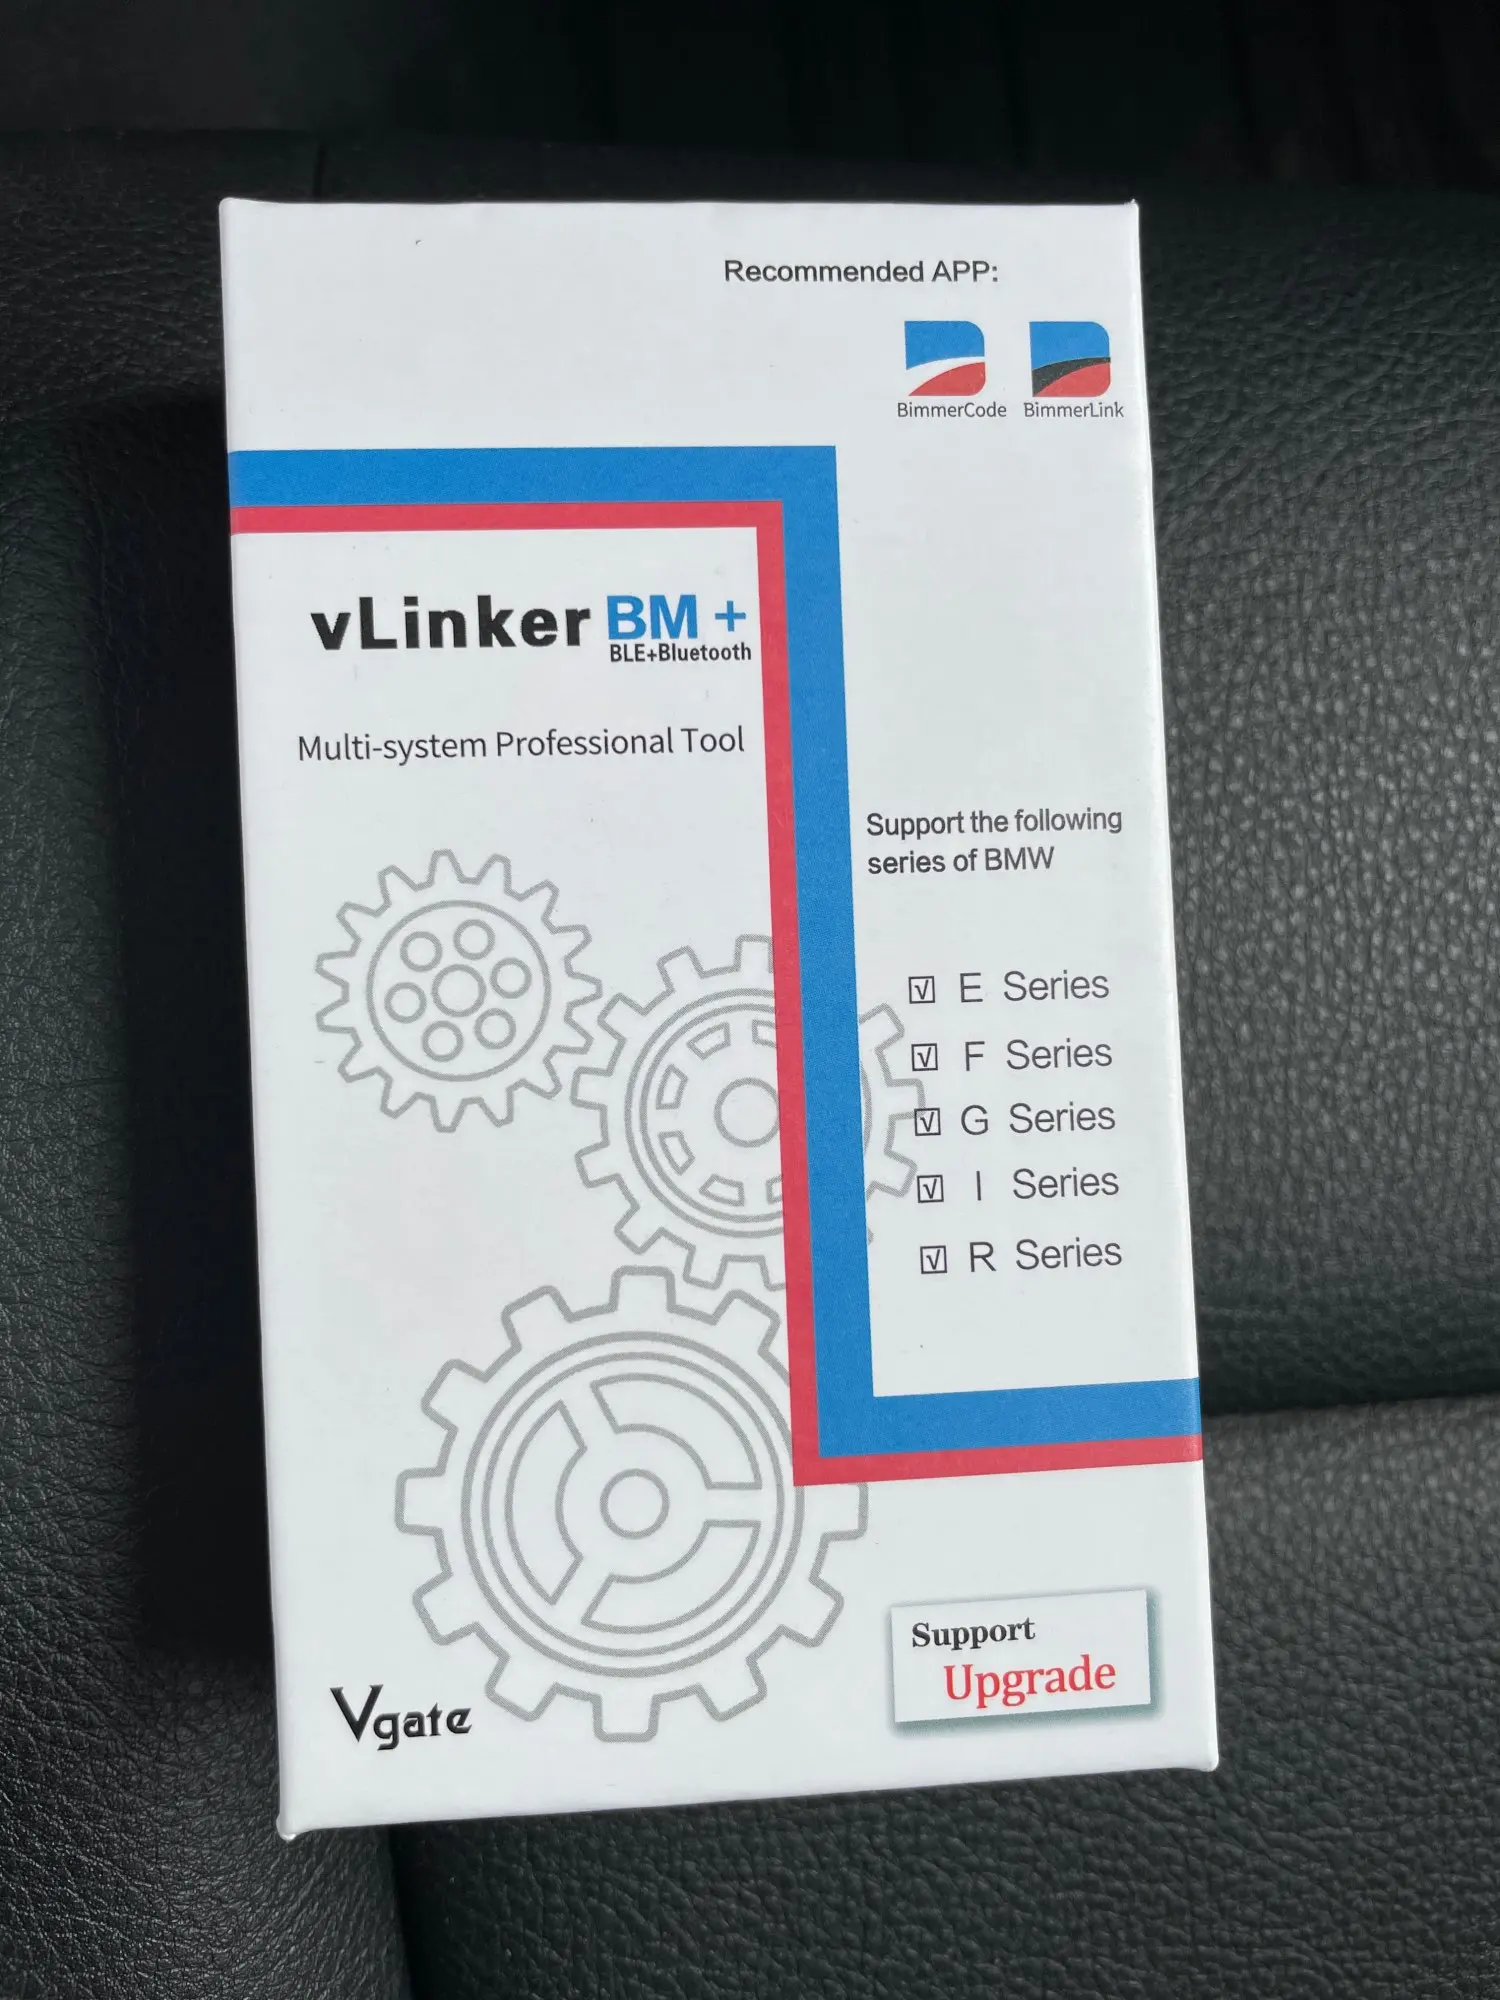 Recommended APP:
BimmerCode BimmerLink
vLinker BM +
BLE+Bluetooth
Multi-system Professional Tool
Support the following
series of BMW
☑ E Series
☑ F Series
☑ G Series
☑ I Series
☑ R Series
Support
Upgrade
Vgate